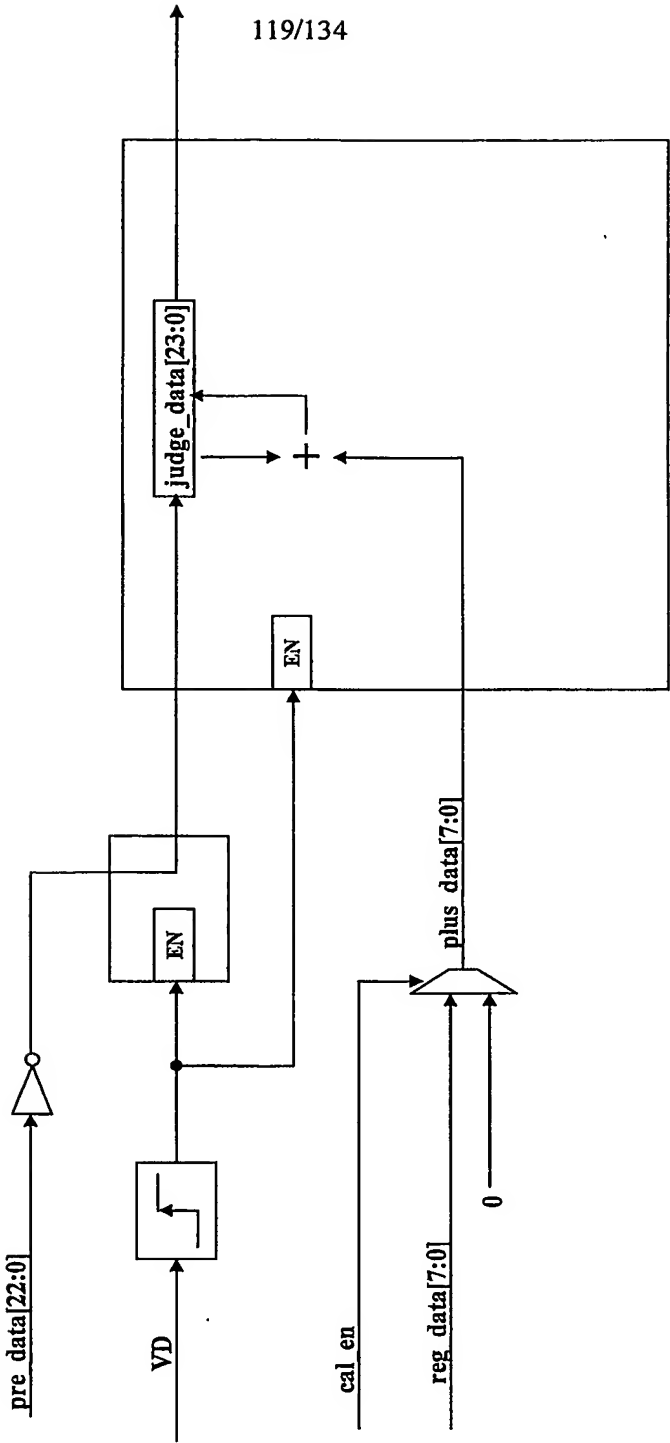 119/134
pre data[22:0]
VD
EN
judge_data[23:0]
+
EN
cal en
reg data[7:0]
0
plus data[7:0]